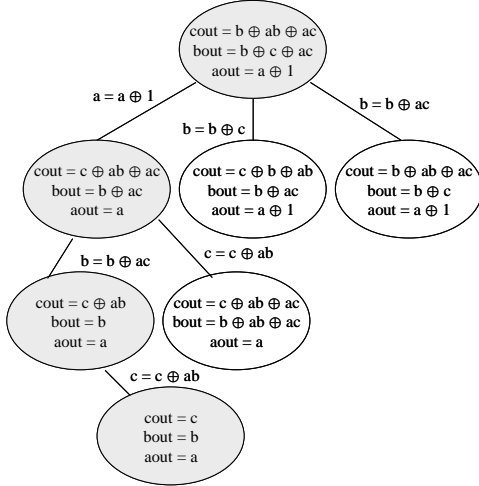 cout = b ⊕ ab ⊕ ac
bout = b ⊕ c ⊕ ac
aout = a ⊕ 1
a = a ⊕ 1
b = b ⊕ c
b = b ⊕ ac
cout = c ⊕ ab ⊕ ac
bout = b ⊕ ac
aout = a
cout = c ⊕ b ⊕ ab
bout = b ⊕ ac
aout = a ⊕ 1
cout = b ⊕ ab ⊕ ac
bout = b ⊕ c
aout = a ⊕ 1
b = b ⊕ ac
c = c ⊕ ab
cout = c ⊕ ab
bout = b
aout = a
cout = c ⊕ ab ⊕ ac
bout = b ⊕ ab ⊕ ac
aout = a
c = c ⊕ ab
cout = c
bout = b
aout = a